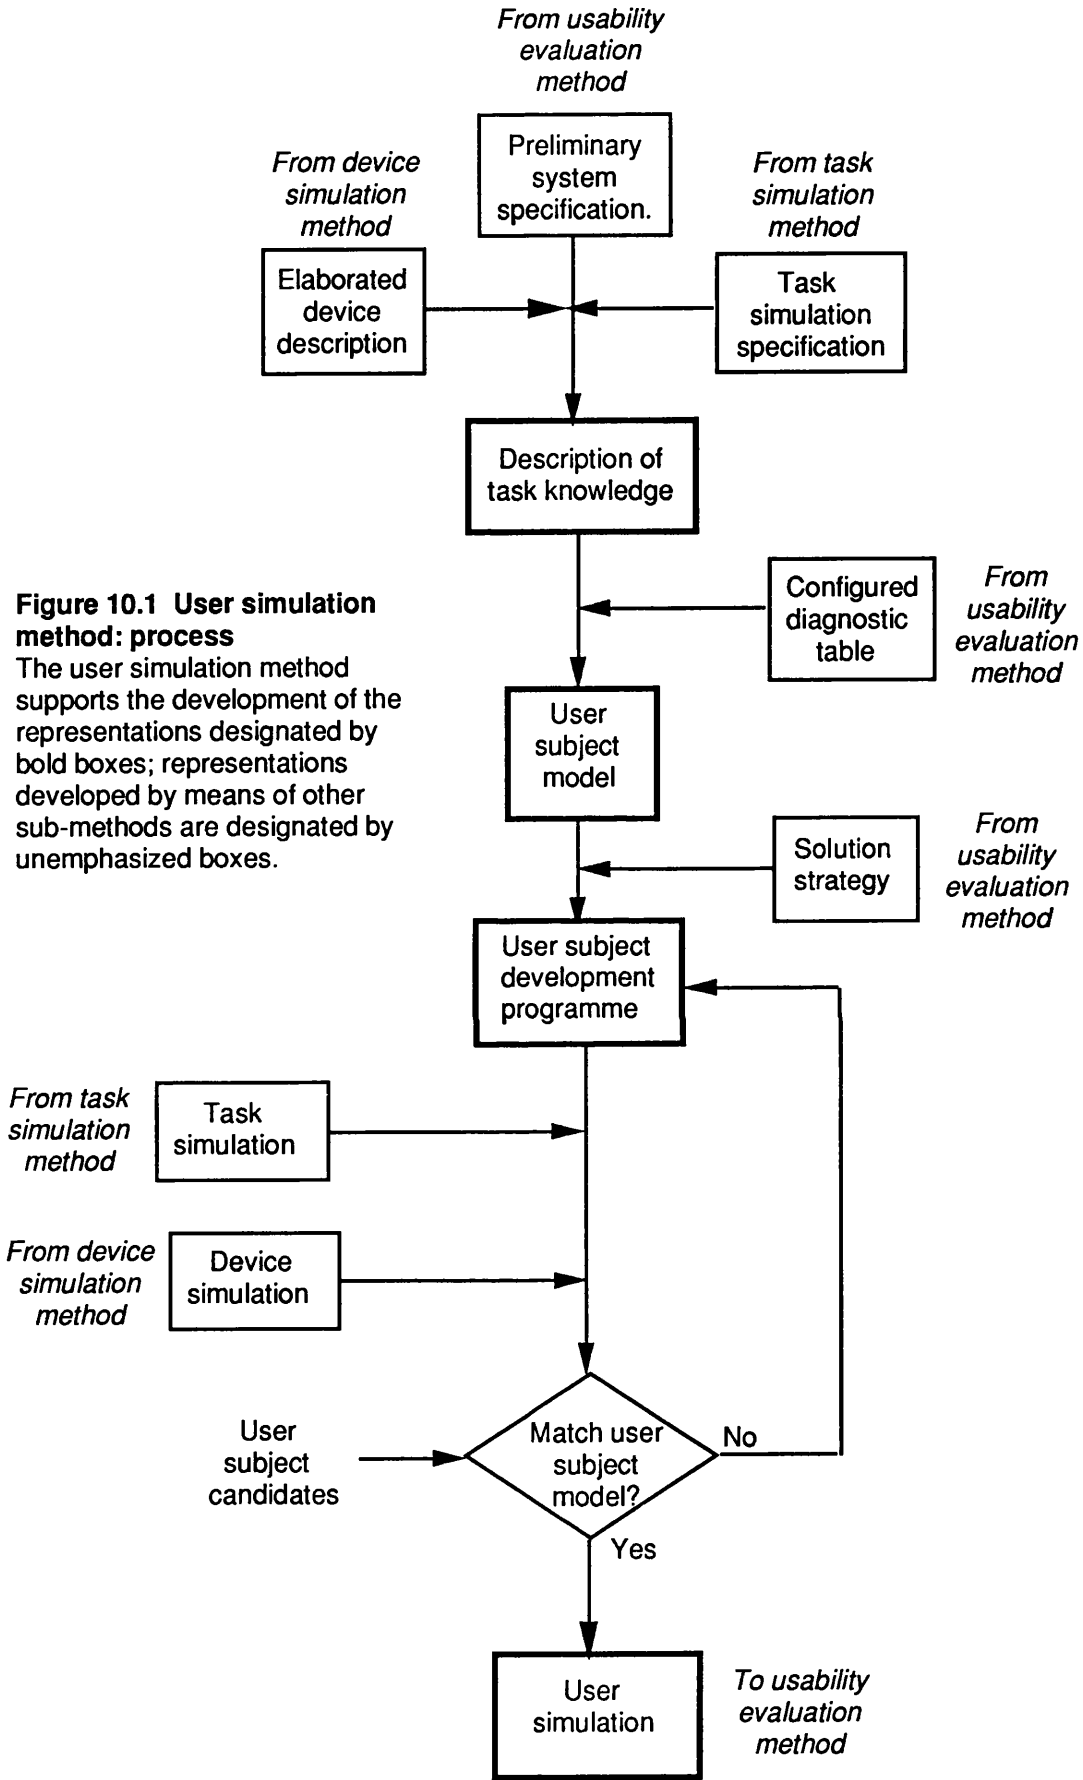 From usability
evaluation
method
Preliminary
system
specification.
From device
simulation
method
From task
simulation
method
Elaborated
device
description
Task
simulation
specification
Description of
task knowledge
Configured
diagnostic
table
From
usability
evaluation
method
Figure 10.1 User simulation
method: process
The user simulation method
supports the development of the
representations designated by
bold boxes; representations
developed by means of other
sub-methods are designated by
unemphasized boxes.
User
subject
model
Solution
strategy
From
usability
evaluation
method
User subject
development
programme
From task
simulation
method
Task
simulation
From device
simulation
method
Device
simulation
User
subject
candidates
Match user
subject
model?
No
Yes
User
simulation
To usability
evaluation
method